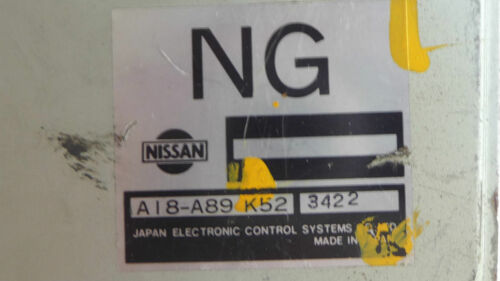 NG
NISSAN
A18-A89 K52 3422
JAPAN ELECTRONIC CONTROL SYSTEMS
MADE IN